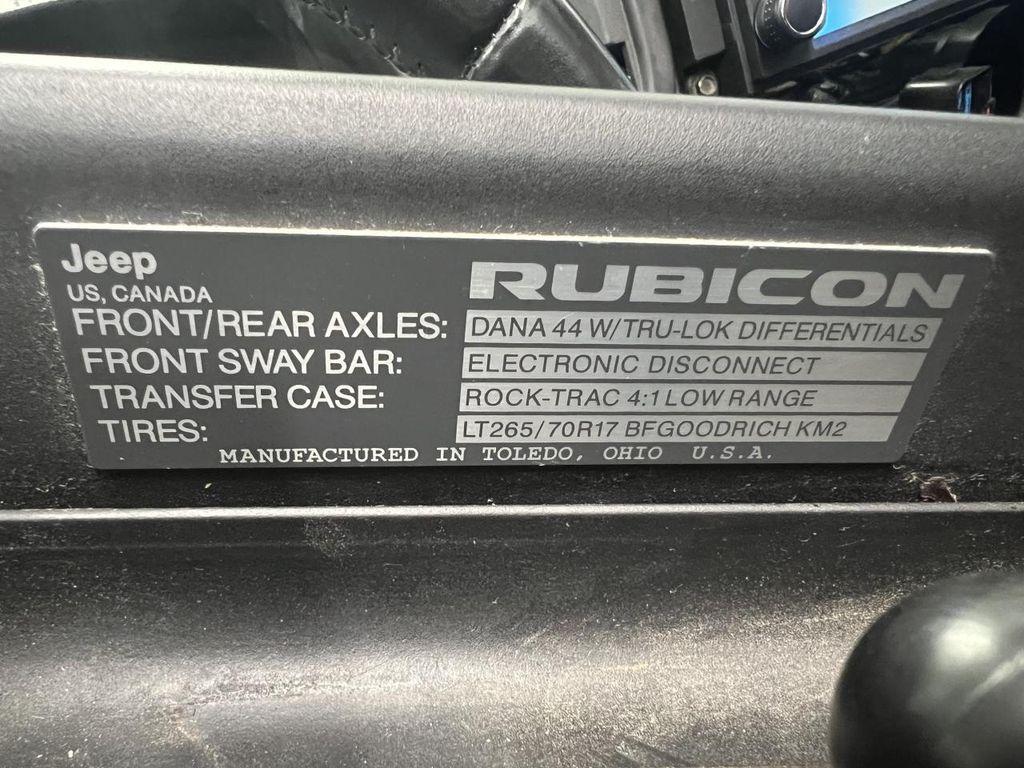 Jeep
RUBICON
US, CANADA
FRONT/REAR AXLES: DANA 44 W/TRU-LOK DIFFERENTIALS
FRONT SWAY BAR: ELECTRONIC DISCONNECT
TRANSFER CASE: ROCK-TRAC 4:1 LOW RANGE
TIRES: LT265/70R17 BFGOODRICH KM2
MANUFACTURED IN TOLEDO, OHIO U.S.A.